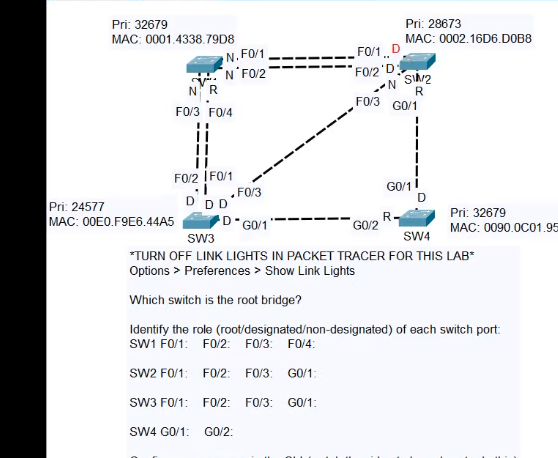 Pri: 32679
MAC: 0001.4338.79D8
Pri: 28673
MAC: 0002.16D6.D0B8
N F0/1
F0/1 D
N F0/2
F0/2 D
SW2
N R
N R
F0/3
G0/1
F0/3 F0/4
F0/2 F0/1
F0/3
G0/1
D D D
D
Pri: 24577
MAC: 00E0.F9E6.44A5
D G0/1
G0/2 R
Pri: 32679
MAC: 0090.0C01.95
SW3
SW4
*TURN OFF LINK LIGHTS IN PACKET TRACER FOR THIS LAB*
Options > Preferences > Show Link Lights
Which switch is the root bridge?
Identify the role (root/designated/non-designated) of each switch port:
SW1 F0/1: F0/2: F0/3: F0/4:
SW2 F0/1: F0/2: F0/3: G0/1:
SW3 F0/1: F0/2: F0/3: G0/1:
SW4 G0/1: G0/2: